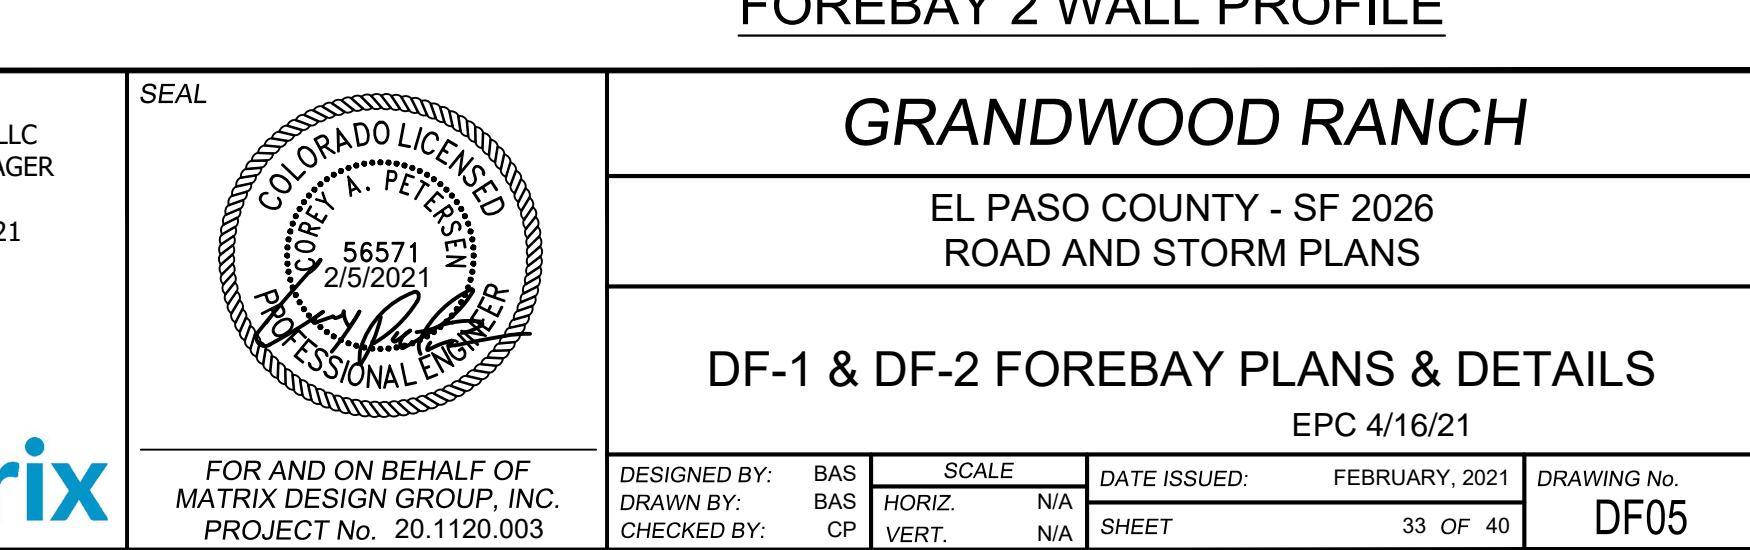 FOREBAY 2 WALL PROFILE
LLC
AGER
21
rix
SEAL
COLORADO LICENSED
COREY A. PETERSEN
56571
2/5/2021
PROFESSIONAL ENGINEER
FOR AND ON BEHALF OF
MATRIX DESIGN GROUP, INC.
PROJECT No. 20.1120.003
GRANDWOOD RANCH
EL PASO COUNTY - SF 2026
ROAD AND STORM PLANS
DF-1 & DF-2 FOREBAY PLANS & DETAILS
EPC 4/16/21
DESIGNED BY: BAS
DRAWN BY: BAS
CHECKED BY: CP
SCALE
HORIZ. N/A
VERT. N/A
DATE ISSUED: FEBRUARY, 2021
SHEET 33 OF 40
DRAWING No.
DF05